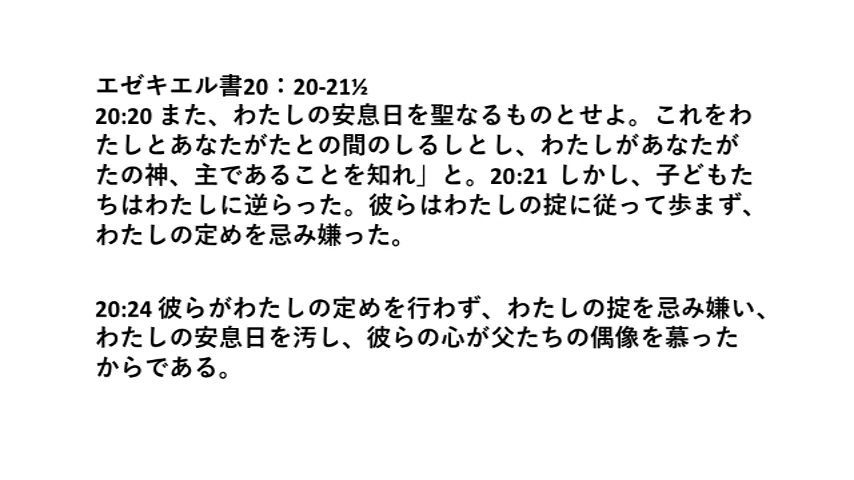 エゼキエル書20：20-21½
20:20 また、わたしの安息日を聖なるものとせよ。これをわ
たしとあなたがたとの間のしるしとし、わたしがあなたが
たの神、主であることを知れ」と。20:21 しかし、子どもた
ちはわたしに逆らった。彼らはわたしの掟に従って歩まず、
わたしの定めを忌み嫌った。
20:24 彼らがわたしの定めを行わず、わたしの掟を忌み嫌い、
わたしの安息日を汚し、彼らの心が父たちの偶像を慕った
からである。